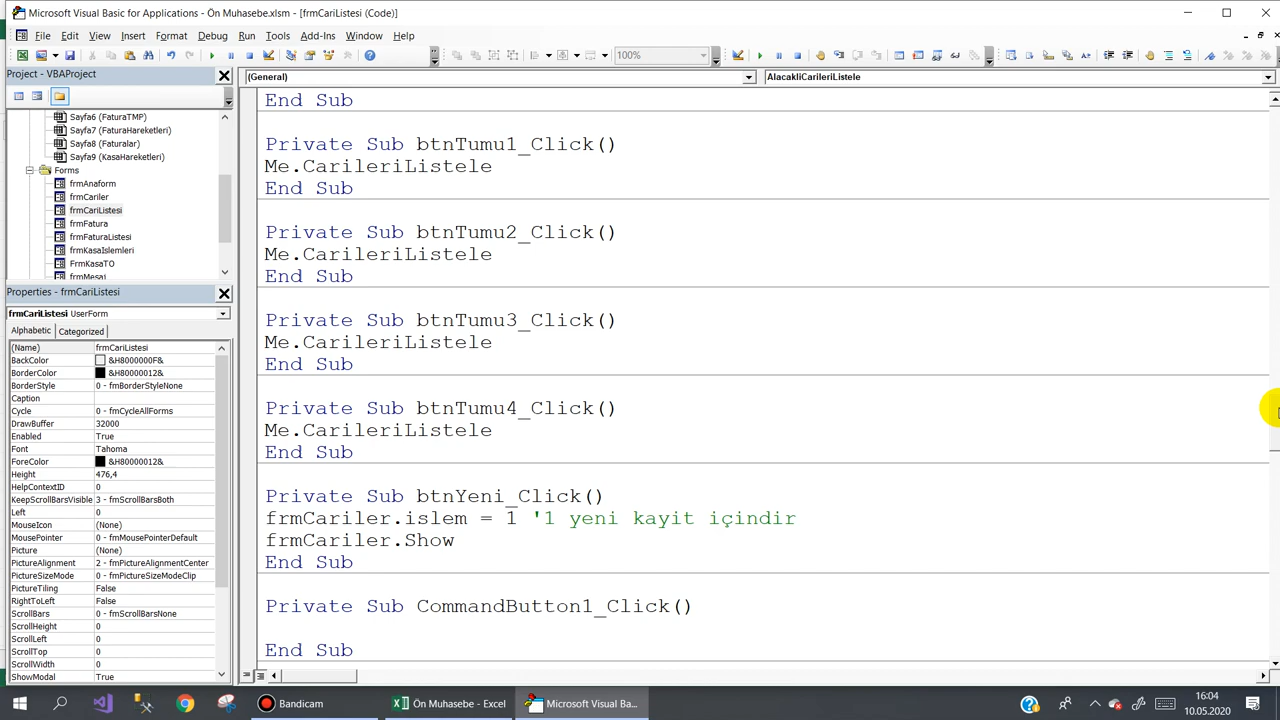 Microsoft Visual Basic for Applications - Ön Muhasebe.xlsm - [frmCariListesi (Code)]
File Edit View Insert Format Debug Run Tools Add-Ins Window Help
100%
Project - VBAProject
Sayfa6 (FaturaTMP)
Sayfa7 (FaturaHareketleri)
Sayfa8 (Faturalar)
Sayfa9 (KasaHareketleri)
Forms
frmAnaform
frmCariler
frmCariListesi
frmFatura
frmFaturaListesi
frmKasaIslemleri
FrmKasaTO
frmMesaj
Properties - frmCariListesi
frmCariListesi UserForm
Alphabetic Categorized
(Name) frmCariListesi
BackColor &H8000000F&
BorderColor &H80000012&
BorderStyle 0 - fmBorderStyleNone
Caption
Cycle 0 - fmCycleAllForms
DrawBuffer 32000
Enabled True
Font Tahoma
ForeColor &H80000012&
Height 476,4
HelpContextID 0
KeepScrollBarsVisible 3 - fmScrollBarsBoth
Left 0
MouseIcon (None)
MousePointer 0 - fmMousePointerDefault
Picture (None)
PictureAlignment 2 - fmPictureAlignmentCenter
PictureSizeMode 0 - fmPictureSizeModeClip
PictureTiling False
RightToLeft False
ScrollBars 0 - fmScrollBarsNone
ScrollHeight 0
ScrollLeft 0
ScrollTop 0
ScrollWidth 0
ShowModal True
(General) AlacakliCarileriListele
End Sub
Private Sub btnTumu1_Click()
Me.CarileriListele
End Sub
Private Sub btnTumu2_Click()
Me.CarileriListele
End Sub
Private Sub btnTumu3_Click()
Me.CarileriListele
End Sub
Private Sub btnTumu4_Click()
Me.CarileriListele
End Sub
Private Sub btnYeni_Click()
frmCariler.islem = 1 '1 yeni kayit içindir
frmCariler.Show
End Sub
Private Sub CommandButton1_Click()
End Sub
Bandicam
Ön Muhasebe - Excel
Microsoft Visual Ba...
16:04
10.05.2020